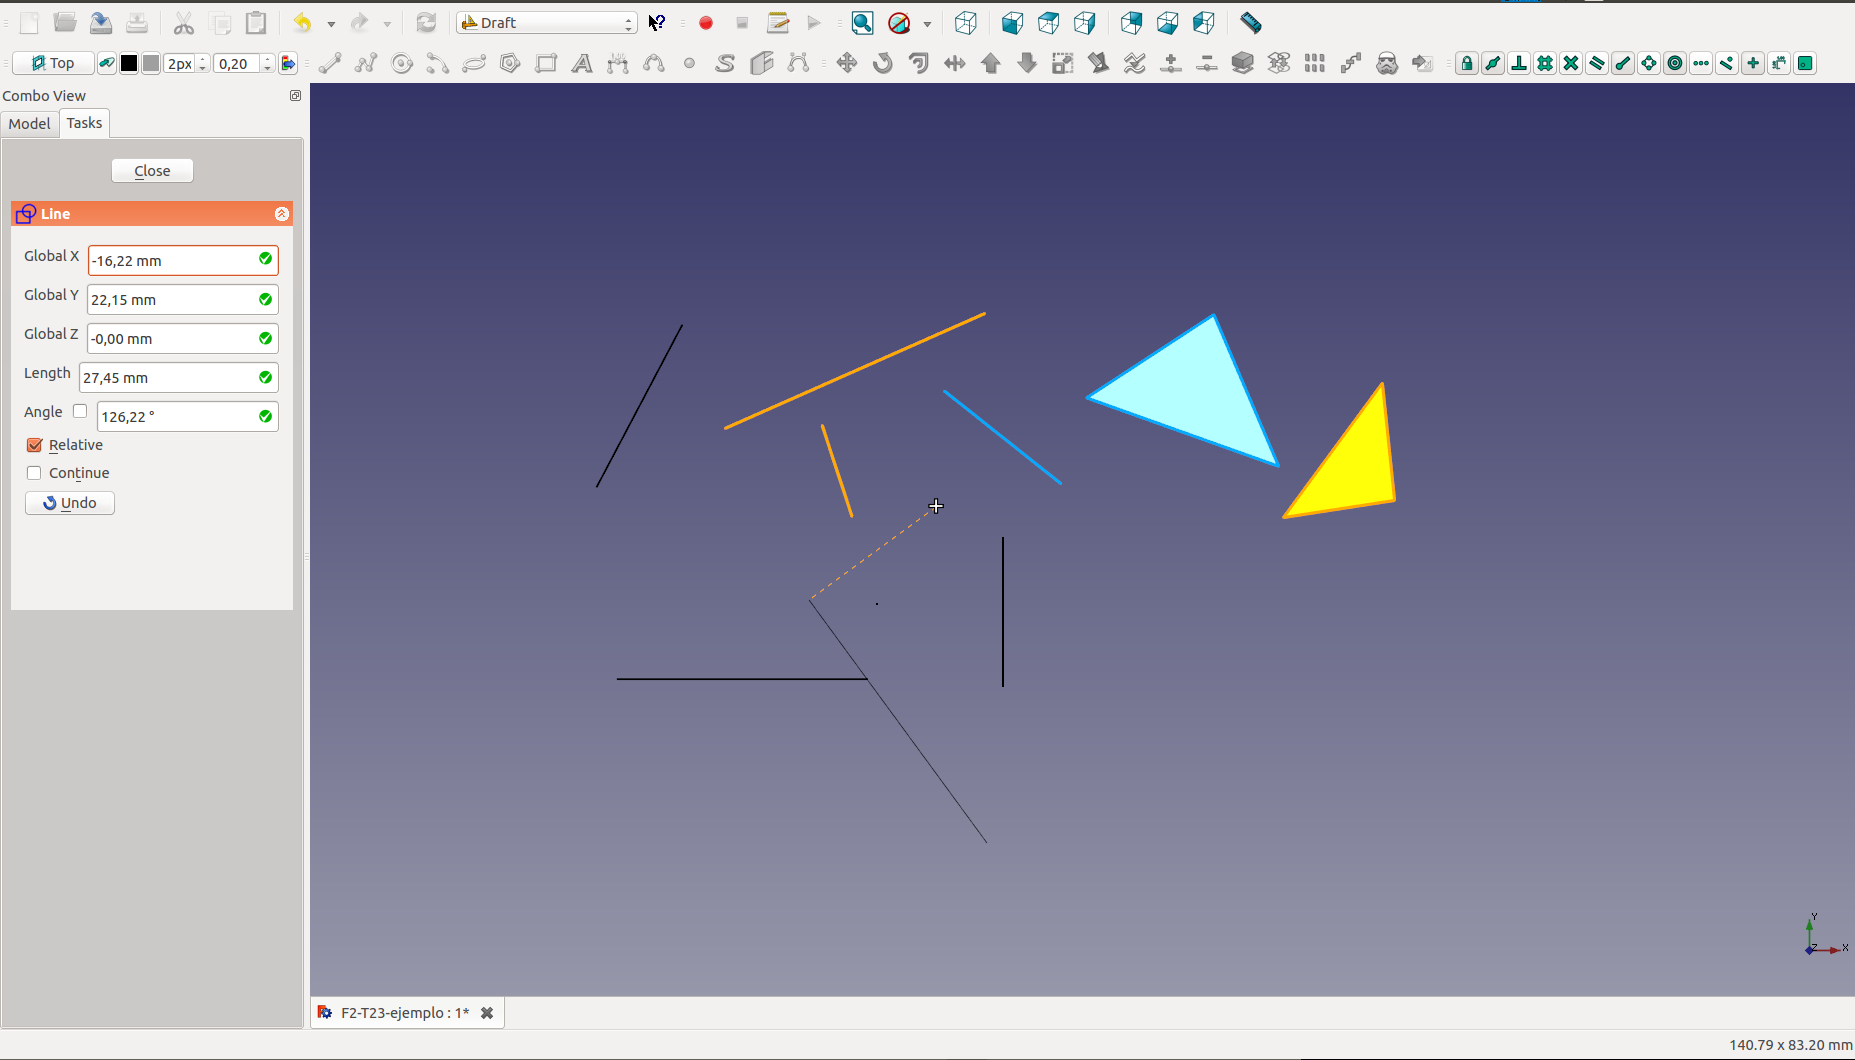 Draft
Top
2px
0,20
Combo View
Model
Tasks
Close
Line
Global X
-16,22 mm
Global Y
22,15 mm
Global Z
-0,00 mm
Length
27,45 mm
Angle
126,22 °
Relative
Continue
Undo
Y
Z
X
F2-T23-ejemplo : 1*
140.79 x 83.20 mm